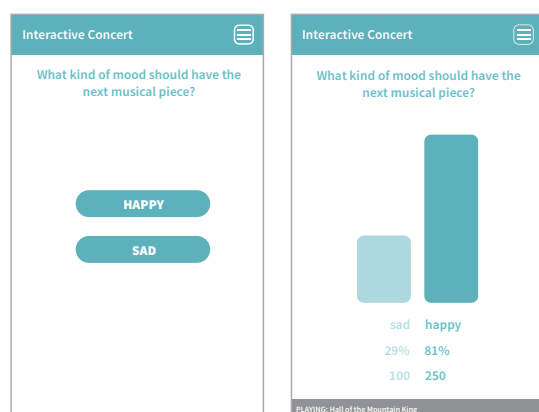 Interactive Concert
What kind of mood should have the
next musical piece?
HAPPY
SAD
Interactive Concert
What kind of mood should have the
next musical piece?
sad happy
29% 81%
100 250
PLAYING: Hall of the Mountain King